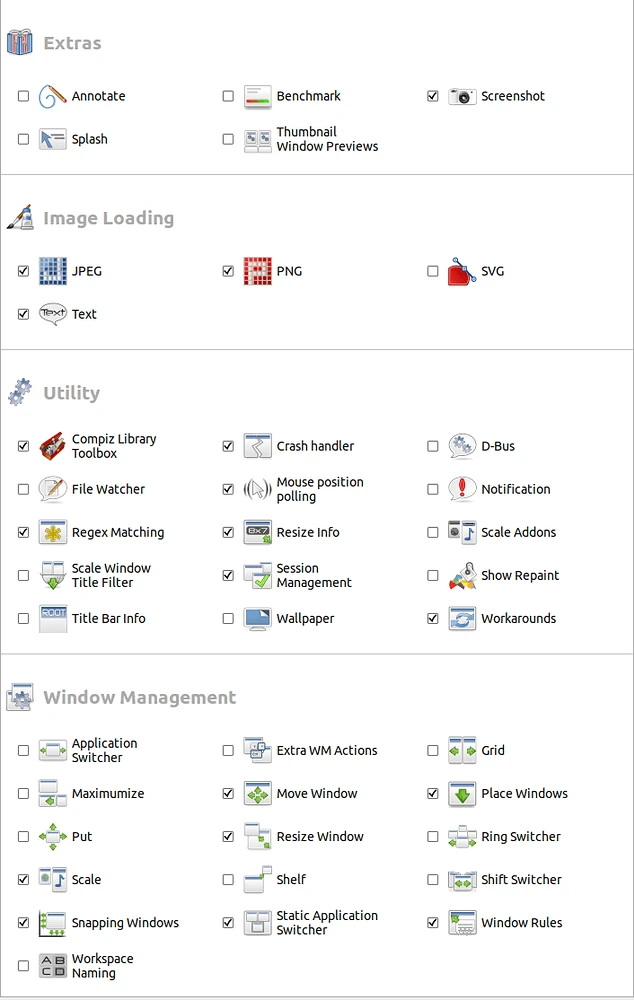 Extras
Annotate
Benchmark
Screenshot
Splash
Thumbnail
Window Previews
Image Loading
JPEG
PNG
SVG
Text
Text
Utility
Compiz Library
Toolbox
Crash handler
D-Bus
File Watcher
Mouse position
polling
Notification
Regex Matching
8x7
Resize Info
Scale Addons
Scale Window
Title Filter
Session
Management
Show Repaint
ROOT
Title Bar Info
Wallpaper
Workarounds
Window Management
Application
Switcher
Extra WM Actions
Grid
Maximumize
Move Window
Place Windows
Put
Resize Window
Ring Switcher
Scale
Shelf
Shift Switcher
Snapping Windows
Static Application
Switcher
Window Rules
A B
C D
Workspace
Naming